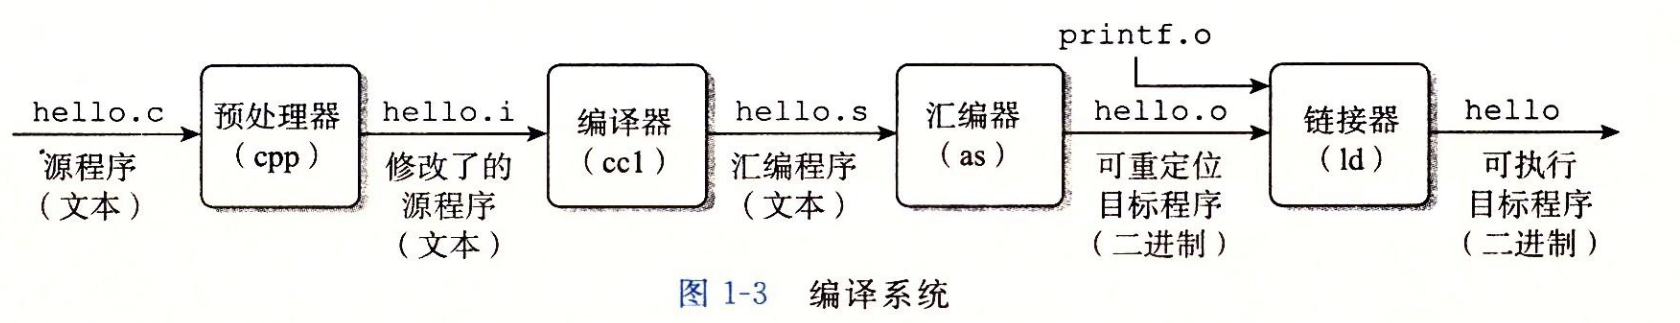 printf.o
hello.c
预处理器
(cpp)
hello.i
编译器
(cc1)
hello.s
汇编器
(as)
hello.o
链接器
(ld)
hello
源程序
(文本)
修改了的
源程序
(文本)
汇编程序
(文本)
可重定位
目标程序
(二进制)
可执行
目标程序
(二进制)
图 1-3 编译系统